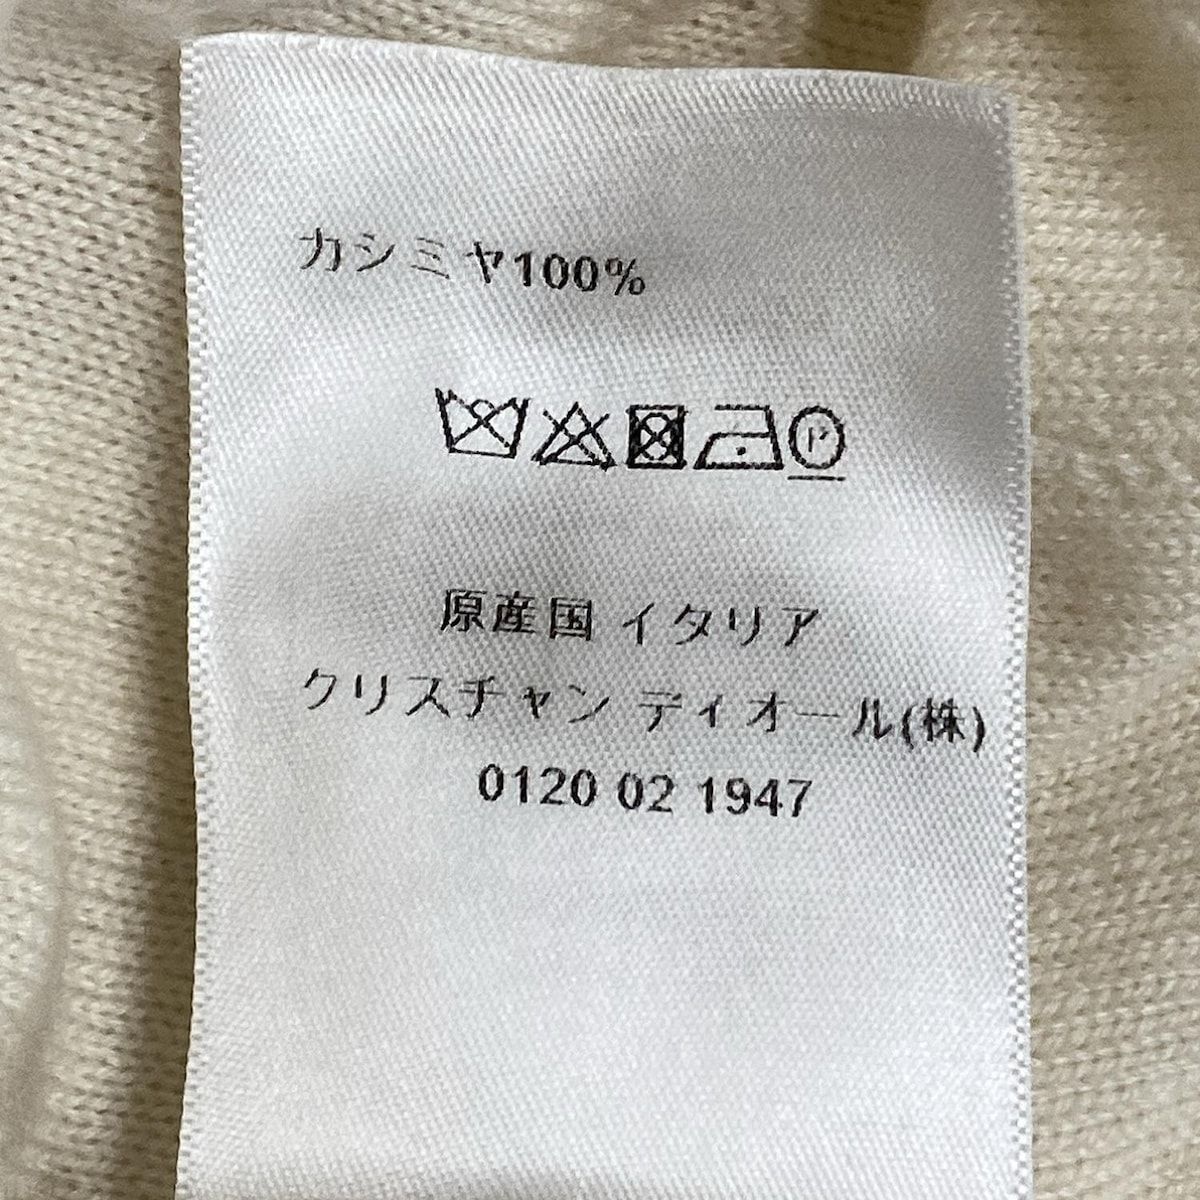 カシミヤ100%
P
原産国 イタリア
クリスチャン ディオール(株)
0120 02 1947